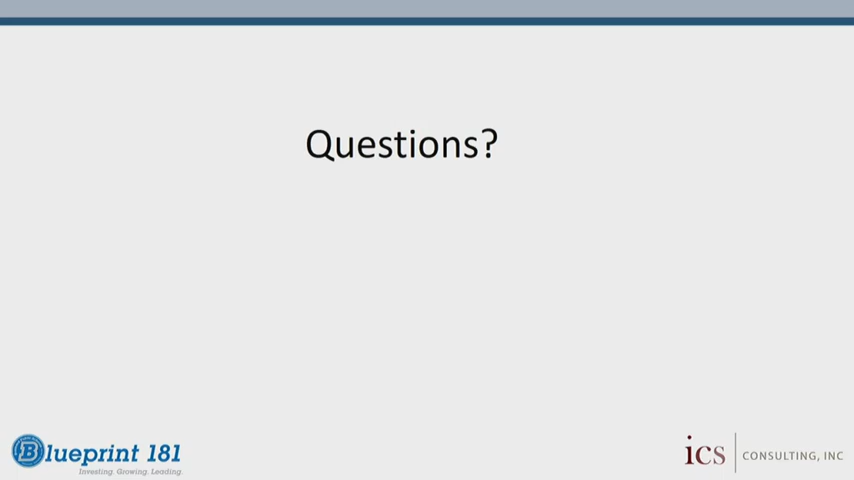 Questions?
Blueprint 181
Investing. Growing. Leading.
ics CONSULTING, INC